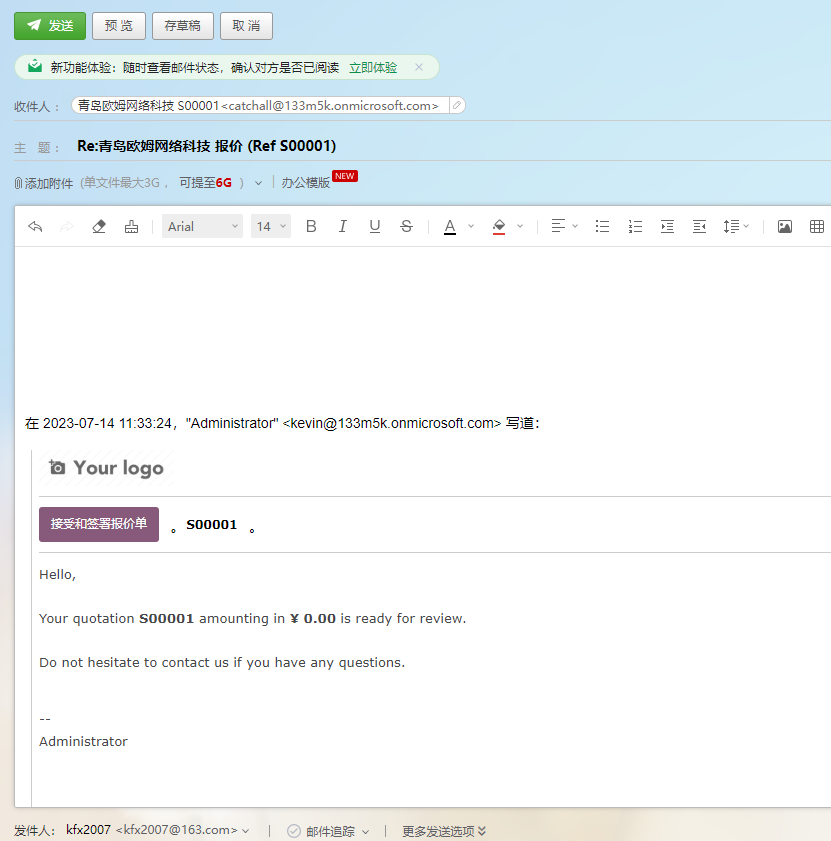 发送 预 览 存草稿 取 消
新功能体验：随时查看邮件状态，确认对方是否已阅读 立即体验 ×
收件人： 青岛欧姆网络科技 S00001<catchall@133m5k.onmicrosoft.com>
主 题： Re:青岛欧姆网络科技 报价 (Ref S00001)
添加附件 (单文件最大3G， 可提至6G ) 办公模版 NEW
Arial 14 B I U S A
在 2023-07-14 11:33:24，"Administrator" <kevin@133m5k.onmicrosoft.com> 写道：
Your logo
接受和签署报价单 。 S00001 。
Hello,
Your quotation S00001 amounting in ¥ 0.00 is ready for review.
Do not hesitate to contact us if you have any questions.
--
Administrator
发件人： kfx2007 <kfx2007@163.com> | 邮件追踪 | 更多发送选项